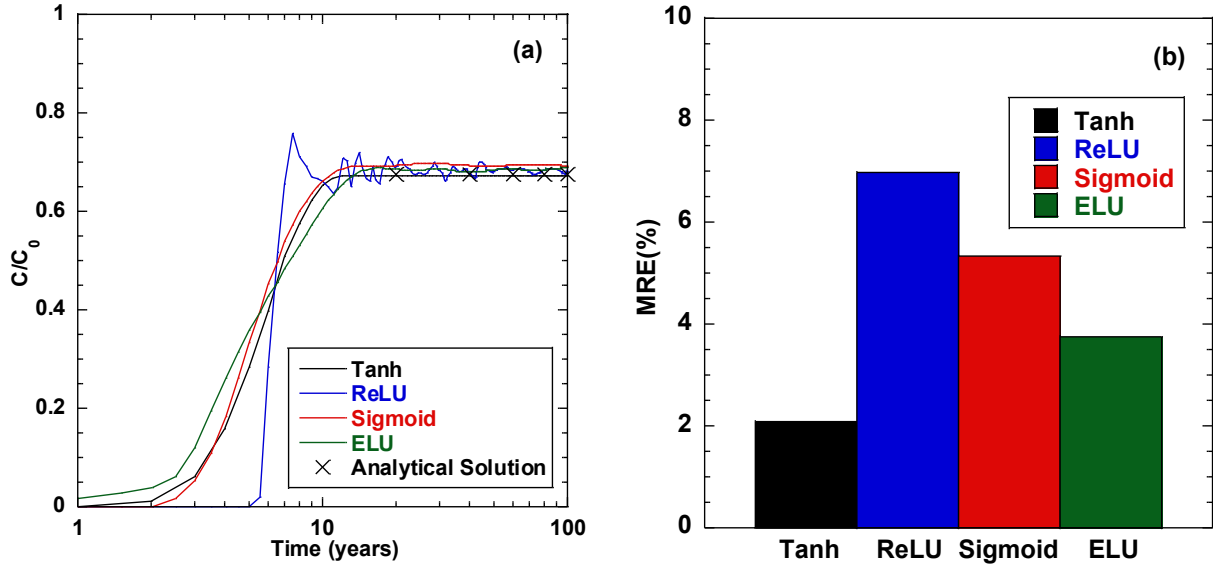 (a)
C/C0
1
0.8
0.6
0.4
0.2
0
Tanh
ReLU
Sigmoid
ELU
Analytical Solution
1
10
100
Time (years)
(b)
MRE(%)
10
8
6
4
2
0
Tanh
ReLU
Sigmoid
ELU
Tanh
ReLU
Sigmoid
ELU